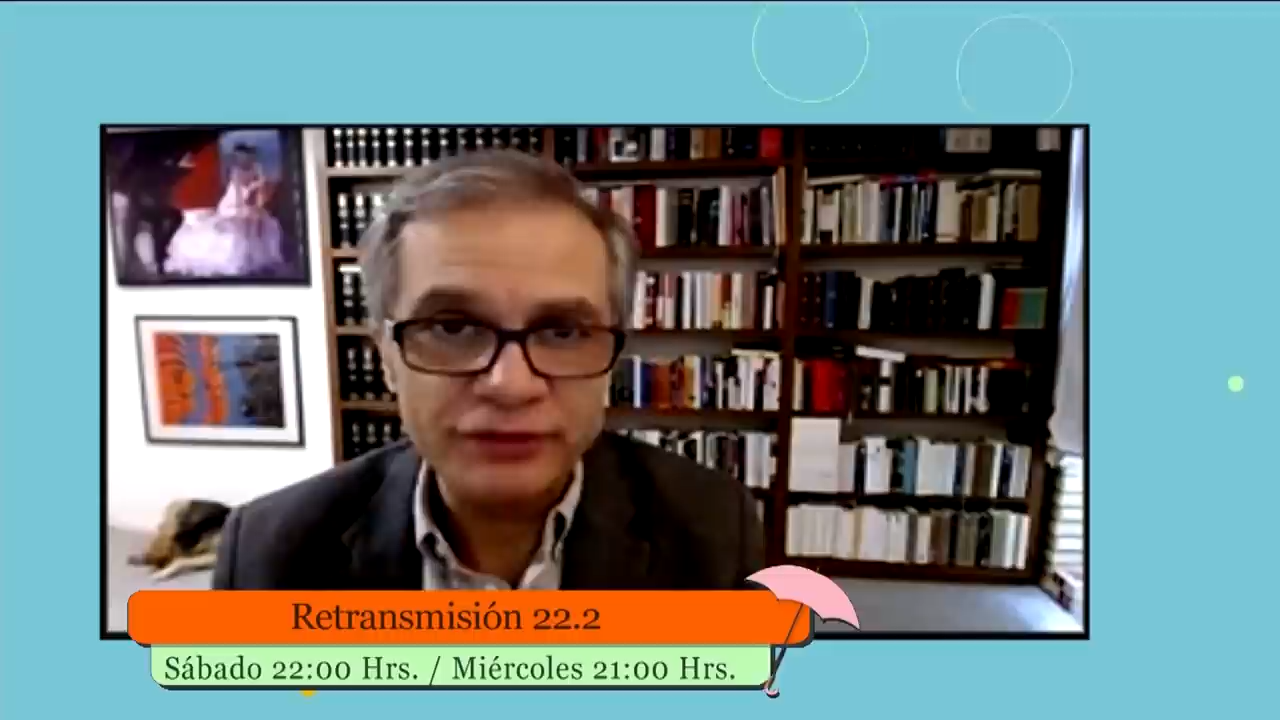 Retransmisión 22.2
Sábado 22:00 Hrs. / Miércoles 21:00 Hrs.